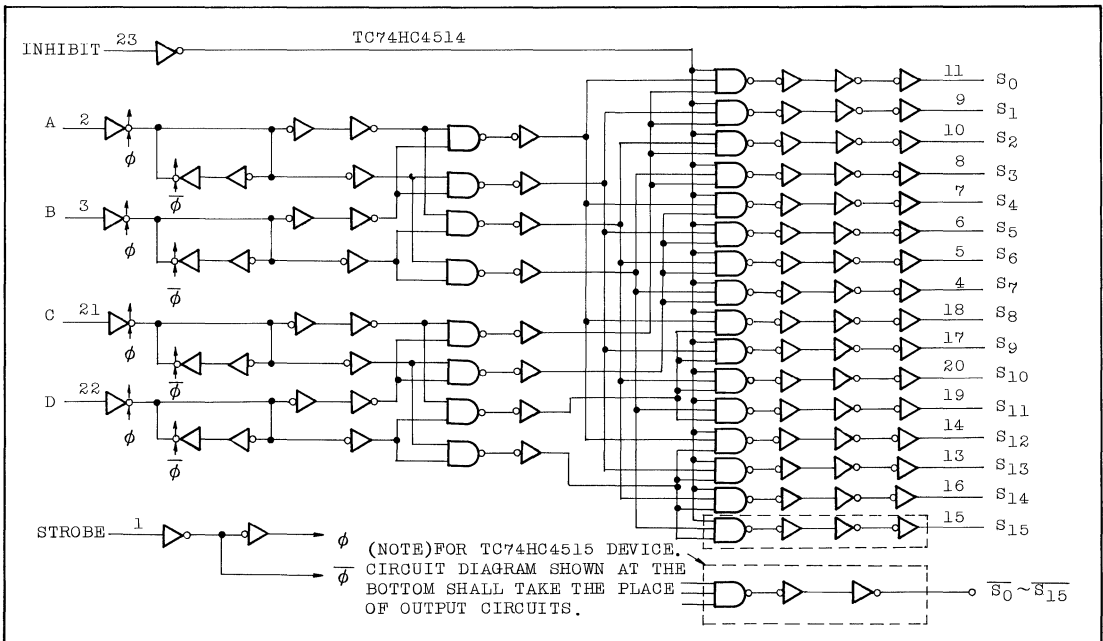 INHIBIT 23 TC74HC4514
11 S0
A 2 9 S1
φ 10 S2
φ̅ 8 S3
B 3 7 S4
φ 6 S5
φ̅ 5 S6
4 S7
C 21 18 S8
φ 17 S9
φ̅ 20 S10
D 22 19 S11
φ 14 S12
φ̅ 13 S13
16 S14
STROBE 1 15 S15
φ
φ̅
(NOTE)FOR TC74HC4515 DEVICE.
CIRCUIT DIAGRAM SHOWN AT THE
BOTTOM SHALL TAKE THE PLACE
OF OUTPUT CIRCUITS.
S̅0̅~S̅1̅5̅